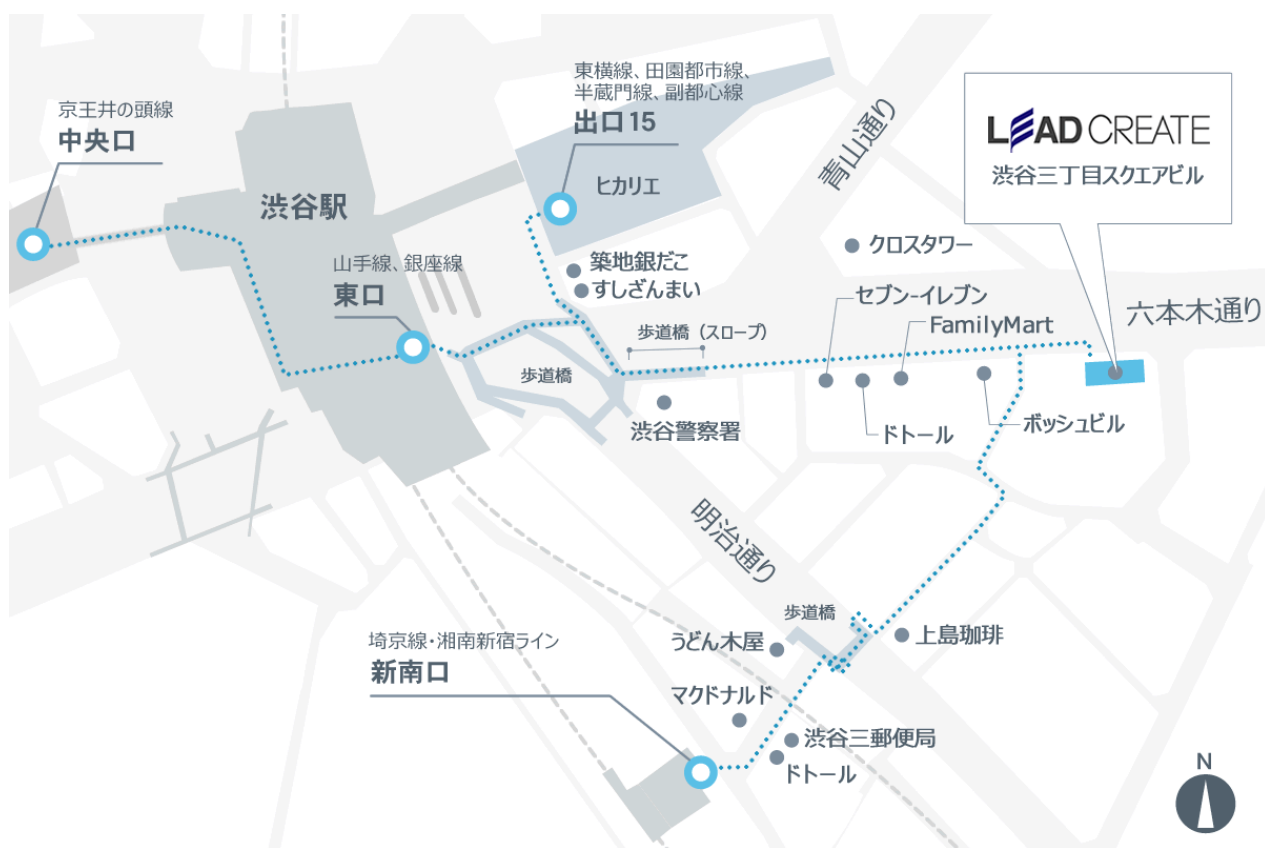 東横線、田園都市線、
半蔵門線、副都心線
出口15
京王井の頭線
中央口
青山通り
LEAD CREATE
渋谷三丁目スクエアビル
ヒカリエ
渋谷駅
クロスタワー
山手線、銀座線
東口
築地銀だこ
すしざんまい
セブン-イレブン
六本木通り
FamilyMart
歩道橋（スロープ）
歩道橋
渋谷警察署
ドトール
ボッシュビル
明治通り
歩道橋
埼京線・湘南新宿ライン
新南口
うどん木屋
上島珈琲
マクドナルド
渋谷三郵便局
ドトール
N